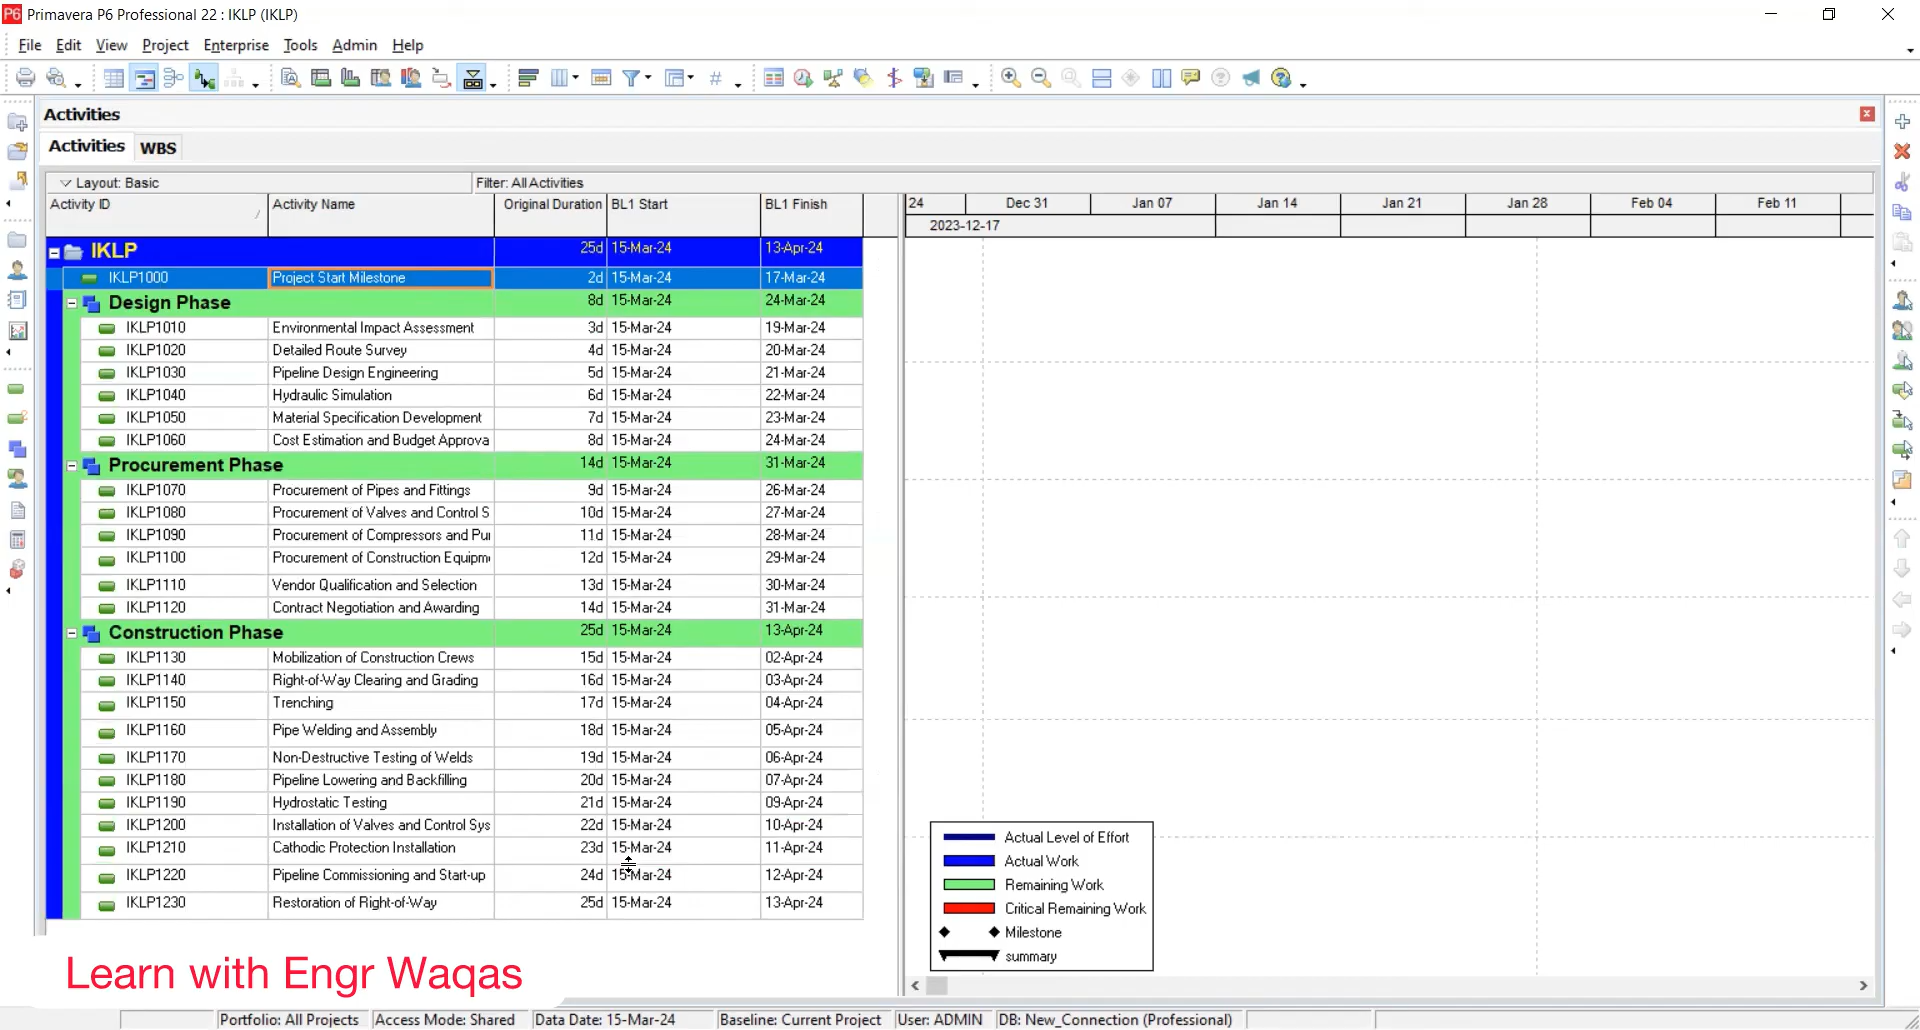 P6 Primavera P6 Professional 22 : IKLP (IKLP)
File Edit View Project Enterprise Tools Admin Help
Activities
Activities WBS
Layout: Basic Filter: All Activities
Activity ID Activity Name Original Duration BL1 Start BL1 Finish
24 Dec 31 Jan 07 Jan 14 Jan 21 Jan 28 Feb 04 Feb 11
2023-12-17
IKLP 25d 15-Mar-24 13-Apr-24
IKLP1000 Project Start Milestone 2d 15-Mar-24 17-Mar-24
Design Phase 8d 15-Mar-24 24-Mar-24
IKLP1010 Environmental Impact Assessment 3d 15-Mar-24 19-Mar-24
IKLP1020 Detailed Route Survey 4d 15-Mar-24 20-Mar-24
IKLP1030 Pipeline Design Engineering 5d 15-Mar-24 21-Mar-24
IKLP1040 Hydraulic Simulation 6d 15-Mar-24 22-Mar-24
IKLP1050 Material Specification Development 7d 15-Mar-24 23-Mar-24
IKLP1060 Cost Estimation and Budget Approva 8d 15-Mar-24 24-Mar-24
Procurement Phase 14d 15-Mar-24 31-Mar-24
IKLP1070 Procurement of Pipes and Fittings 9d 15-Mar-24 26-Mar-24
IKLP1080 Procurement of Valves and Control S 10d 15-Mar-24 27-Mar-24
IKLP1090 Procurement of Compressors and Pu 11d 15-Mar-24 28-Mar-24
IKLP1100 Procurement of Construction Equipm 12d 15-Mar-24 29-Mar-24
IKLP1110 Vendor Qualification and Selection 13d 15-Mar-24 30-Mar-24
IKLP1120 Contract Negotiation and Awarding 14d 15-Mar-24 31-Mar-24
Construction Phase 25d 15-Mar-24 13-Apr-24
IKLP1130 Mobilization of Construction Crews 15d 15-Mar-24 02-Apr-24
IKLP1140 Right-of-Way Clearing and Grading 16d 15-Mar-24 03-Apr-24
IKLP1150 Trenching 17d 15-Mar-24 04-Apr-24
IKLP1160 Pipe Welding and Assembly 18d 15-Mar-24 05-Apr-24
IKLP1170 Non-Destructive Testing of Welds 19d 15-Mar-24 06-Apr-24
IKLP1180 Pipeline Lowering and Backfilling 20d 15-Mar-24 07-Apr-24
IKLP1190 Hydrostatic Testing 21d 15-Mar-24 09-Apr-24
IKLP1200 Installation of Valves and Control Sys 22d 15-Mar-24 10-Apr-24
IKLP1210 Cathodic Protection Installation 23d 15-Mar-24 11-Apr-24
IKLP1220 Pipeline Commissioning and Start-up 24d 15-Mar-24 12-Apr-24
IKLP1230 Restoration of Right-of-Way 25d 15-Mar-24 13-Apr-24
Actual Level of Effort
Actual Work
Remaining Work
Critical Remaining Work
Milestone
summary
Learn with Engr Waqas
Portfolio: All Projects Access Mode: Shared Data Date: 15-Mar-24 Baseline: Current Project User: ADMIN DB: New_Connection (Professional)